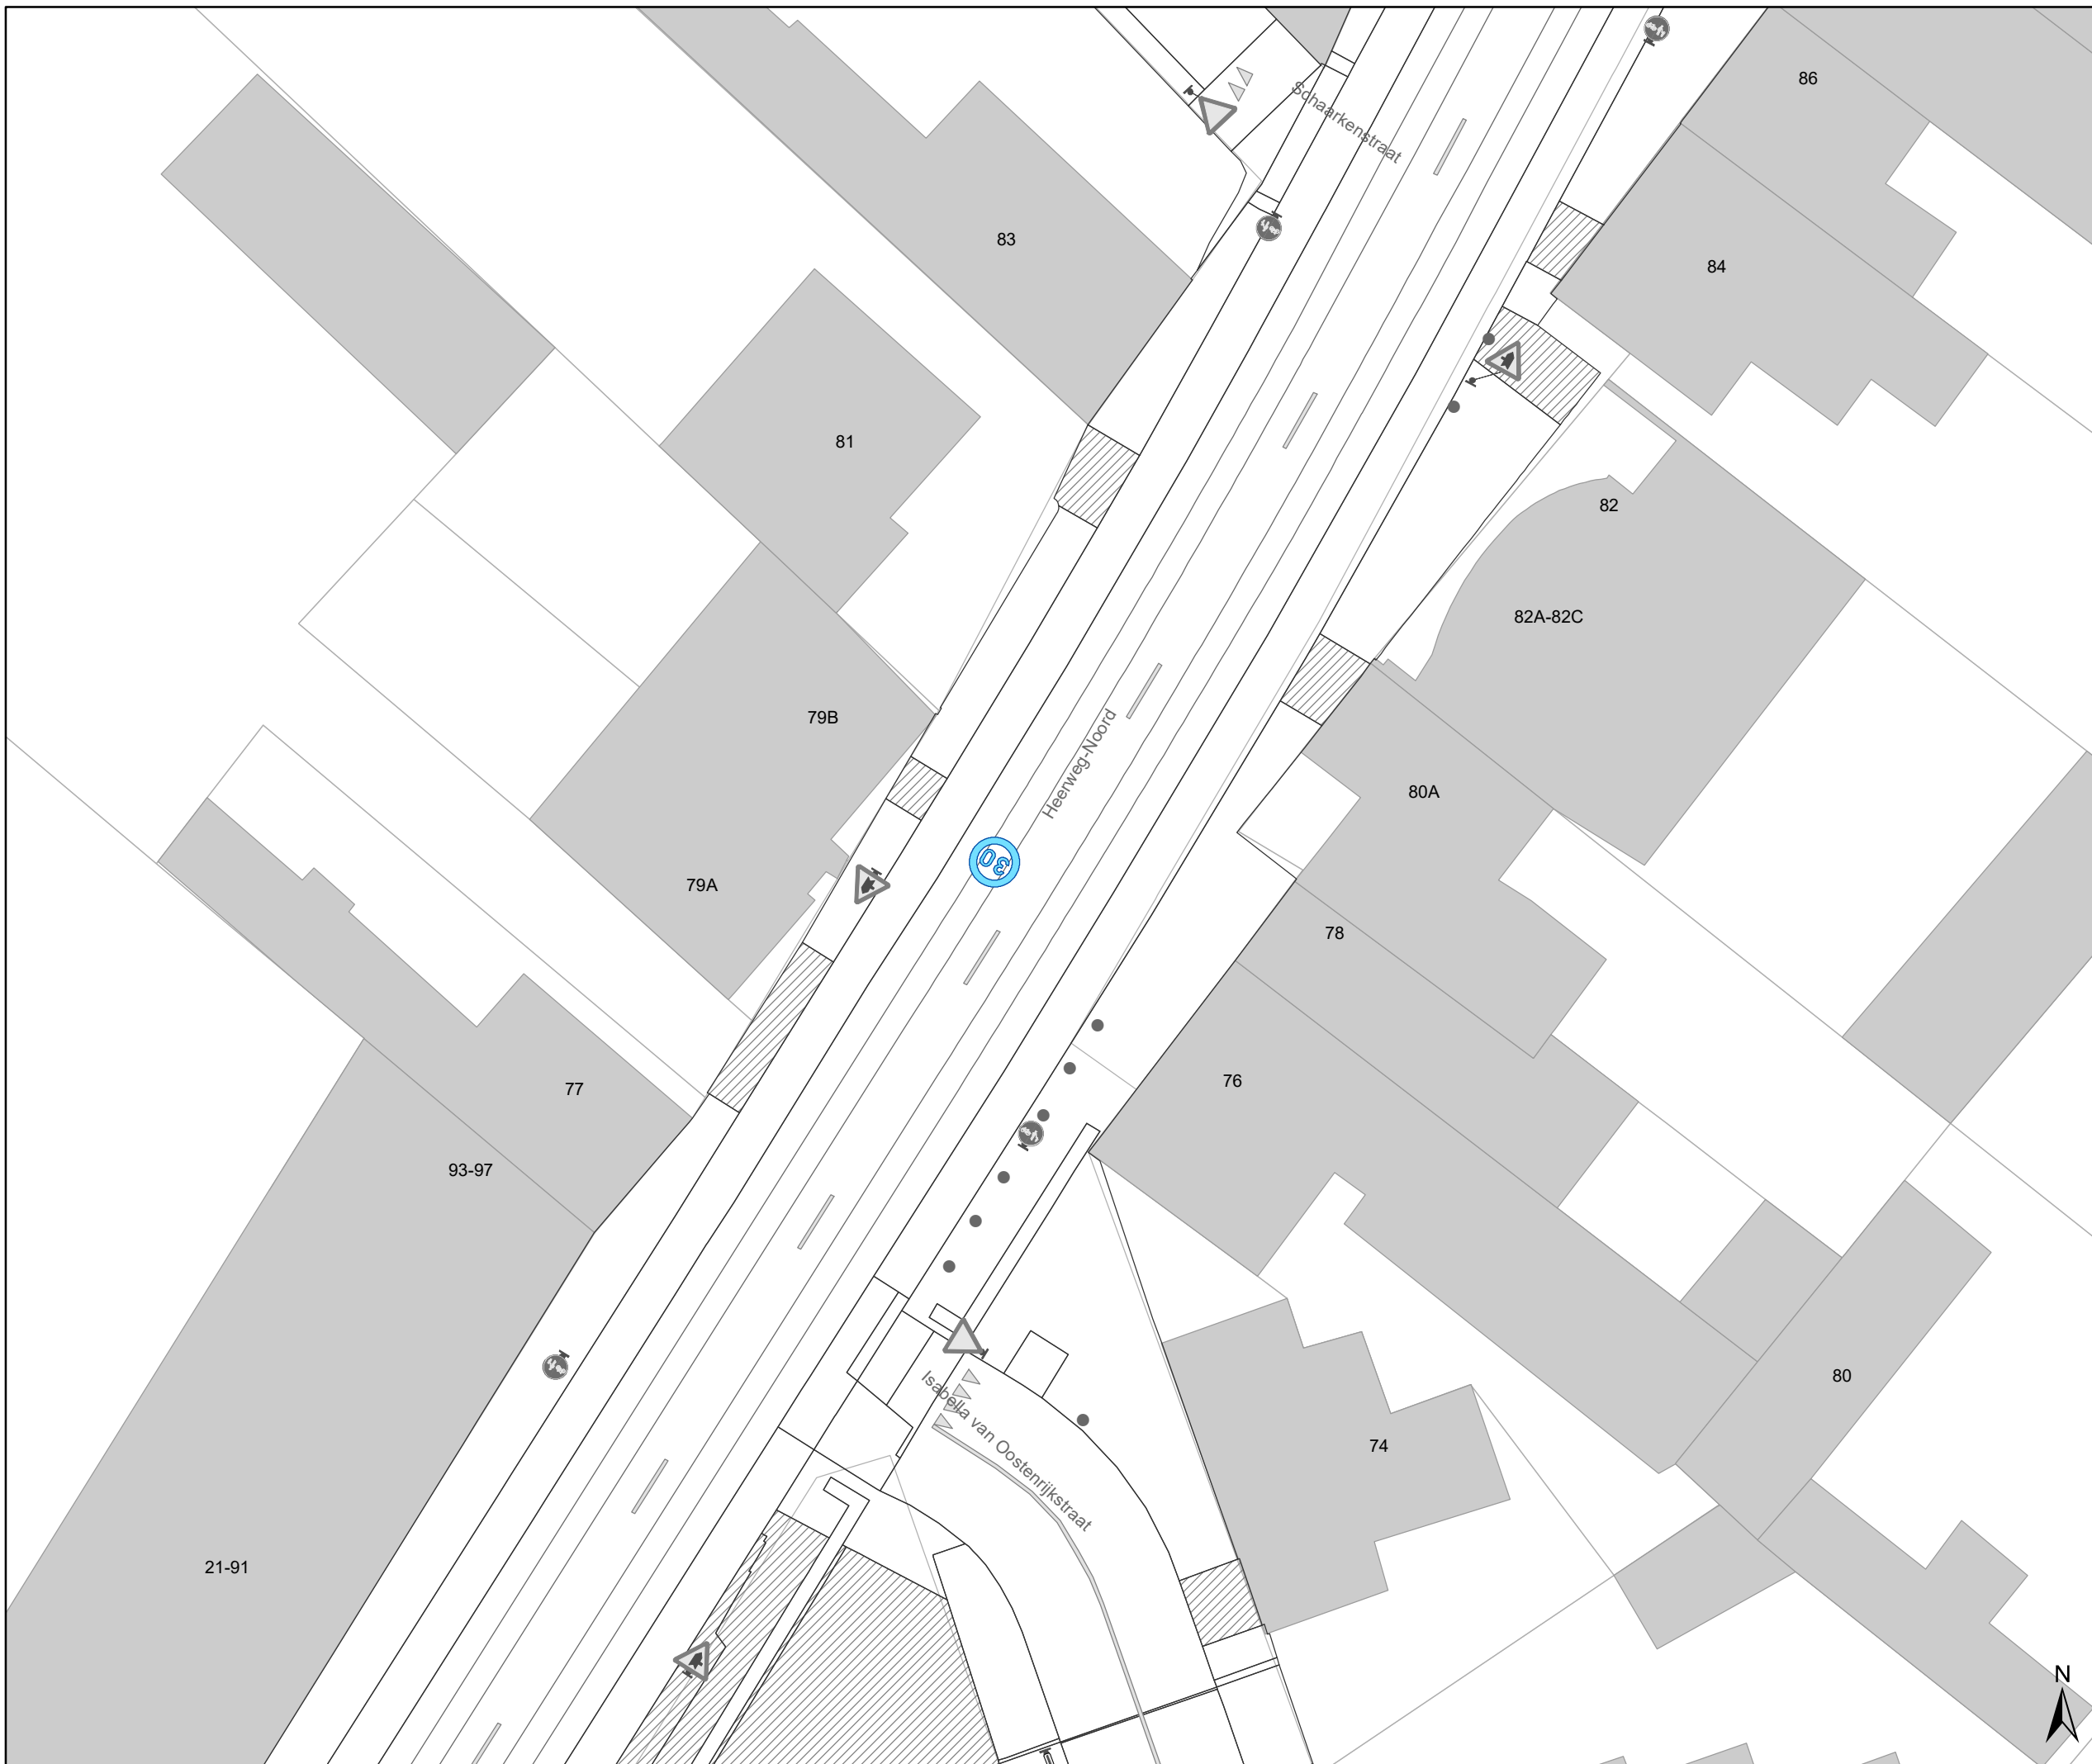 86
Schaarkenstraat
83
84
81
82
82A-82C
79B
Heerweg-Noord
80A
30
79A
78
76
77
93-97
80
Isabella van Oostenrijkstraat
74
21-91
N